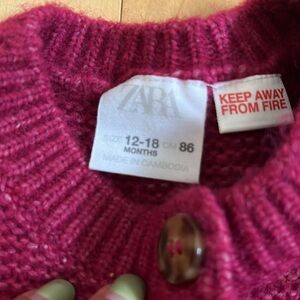 ZARA
SIZE 12-18 CM 86
MONTHS
MADE IN CAMBODIA
KEEP AWAY
FROM FIRE